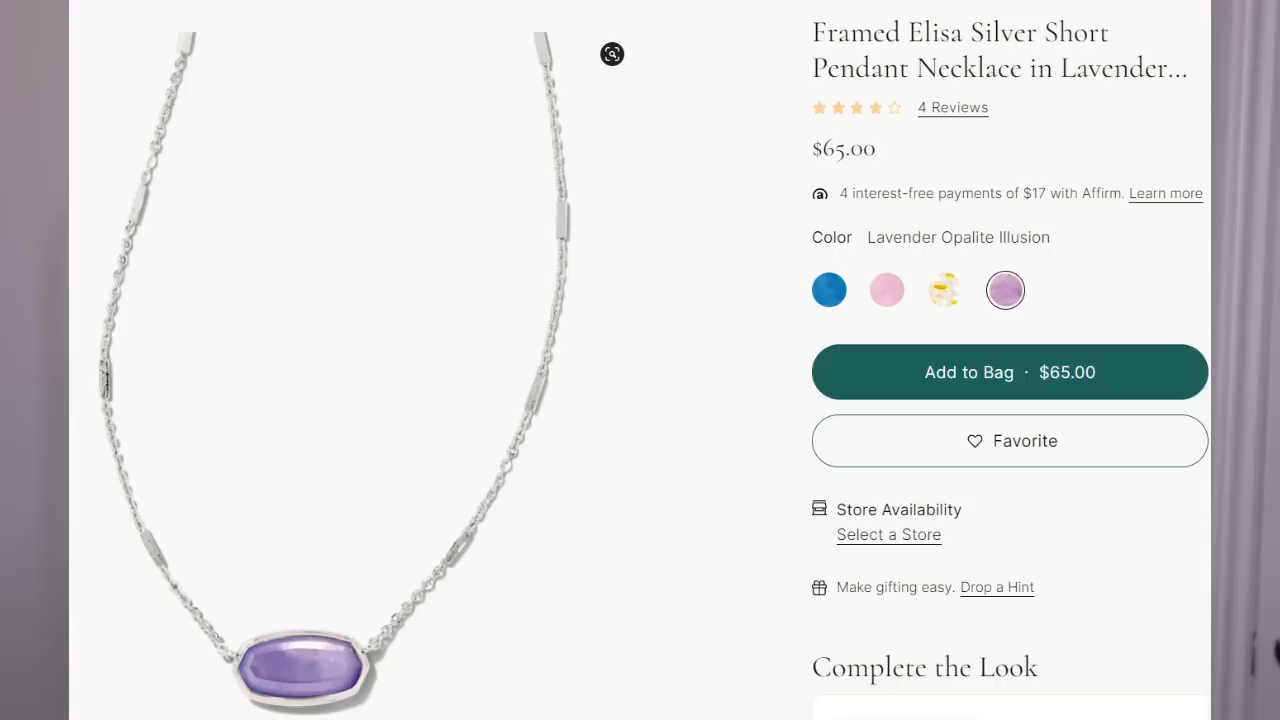 Framed Elisa Silver Short
Pendant Necklace in Lavender...
4 Reviews
$65.00
a 4 interest-free payments of $17 with Affirm. Learn more
Color Lavender Opalite Illusion
Add to Bag · $65.00
Favorite
Store Availability
Select a Store
Make gifting easy. Drop a Hint
Complete the Look